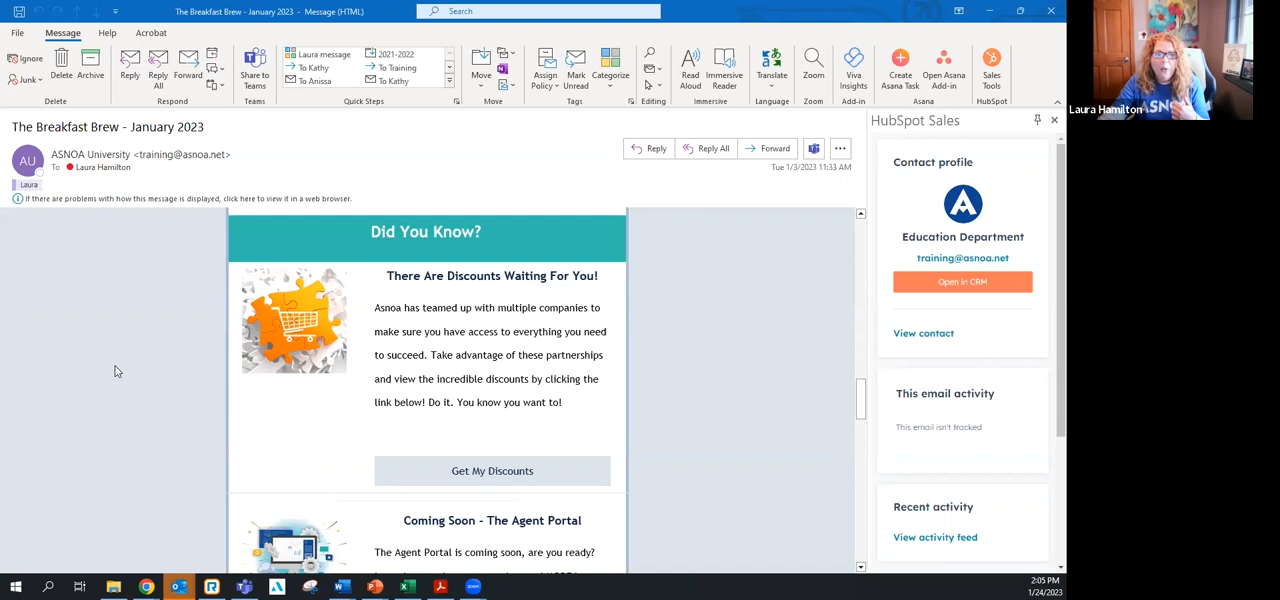 The Breakfast Brew - January 2023 - Message (HTML)
Search
File
Message
Help
Acrobat
Ignore
Junk
Delete
Archive
Reply
Reply All
Forward
Share to Teams
Laura message
To Kathy
To Anissa
2021-2022
To Training
To Kathy
Move
Assign Policy
Mark Unread
Categorize
Read Aloud
Immersive Reader
Translate
Zoom
Viva Insights
Create Asana Task
Open Asana Add-in
Sales Tools
Delete
Respond
Teams
Quick Steps
Move
Tags
Editing
Immersive
Language
Zoom
Add-in
Asana
HubSpot
Laura Hamilton
The Breakfast Brew - January 2023
AU
ASNOA University <training@asnoa.net>
To Laura Hamilton
Laura
Reply
Reply All
Forward
Tue 1/3/2023 11:33 AM
If there are problems with how this message is displayed, click here to view it in a web browser.
Did You Know?
There Are Discounts Waiting For You!
Asnoa has teamed up with multiple companies to
make sure you have access to everything you need
to succeed. Take advantage of these partnerships
and view the incredible discounts by clicking the
link below! Do it. You know you want to!
Get My Discounts
Coming Soon - The Agent Portal
The Agent Portal is coming soon, are you ready?
HubSpot Sales
Contact profile
Education Department
training@asnoa.net
Open in CRM
View contact
This email activity
This email isn't tracked
Recent activity
View activity feed
2:05 PM
1/24/2023